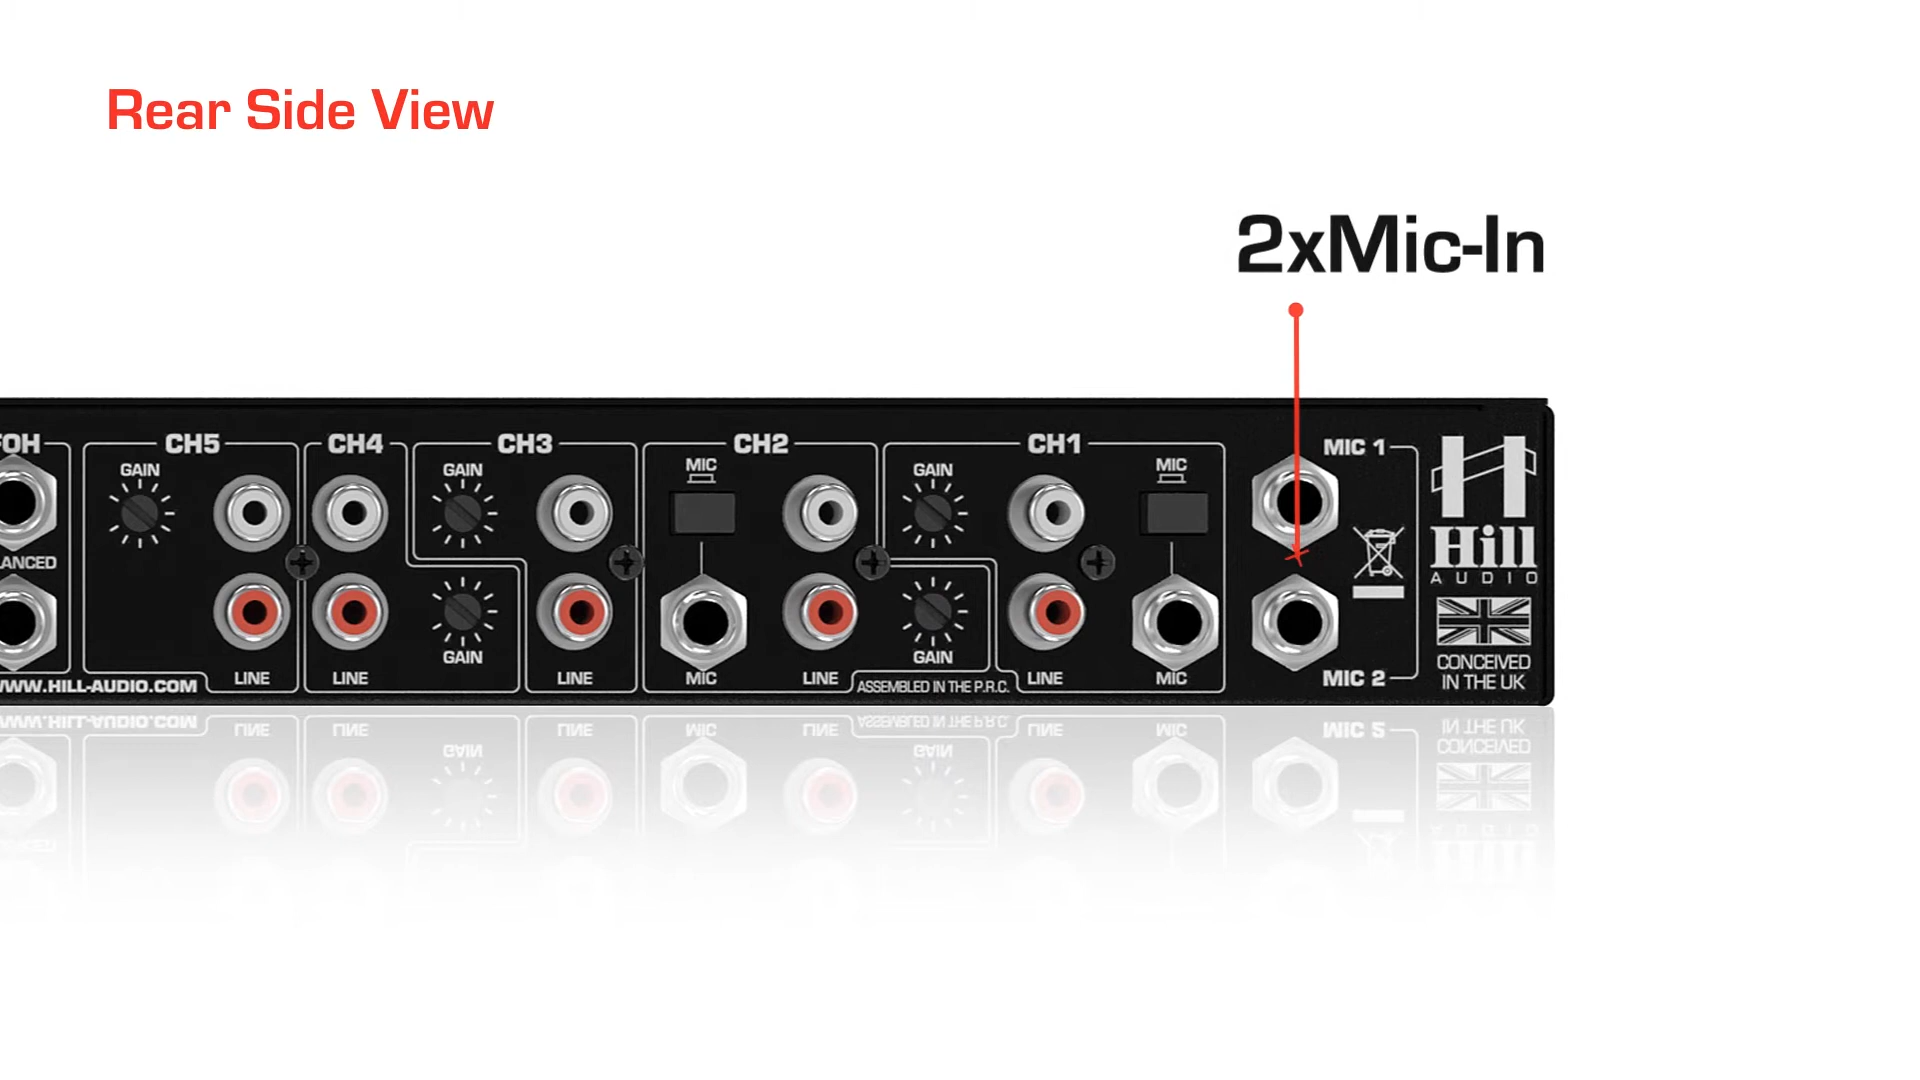 Rear Side View
2xMic-In
FOH
CH5
CH4
CH3
CH2
CH1
MIC 1
GAIN
GAIN
MIC
GAIN
MIC
Hill
AUDIO
GAIN
GAIN
LINE
LINE
LINE
MIC
LINE
LINE
MIC
MIC 2
WWW.HILL-AUDIO.COM
ASSEMBLED IN THE P.R.C.
CONCEIVED
IN THE UK